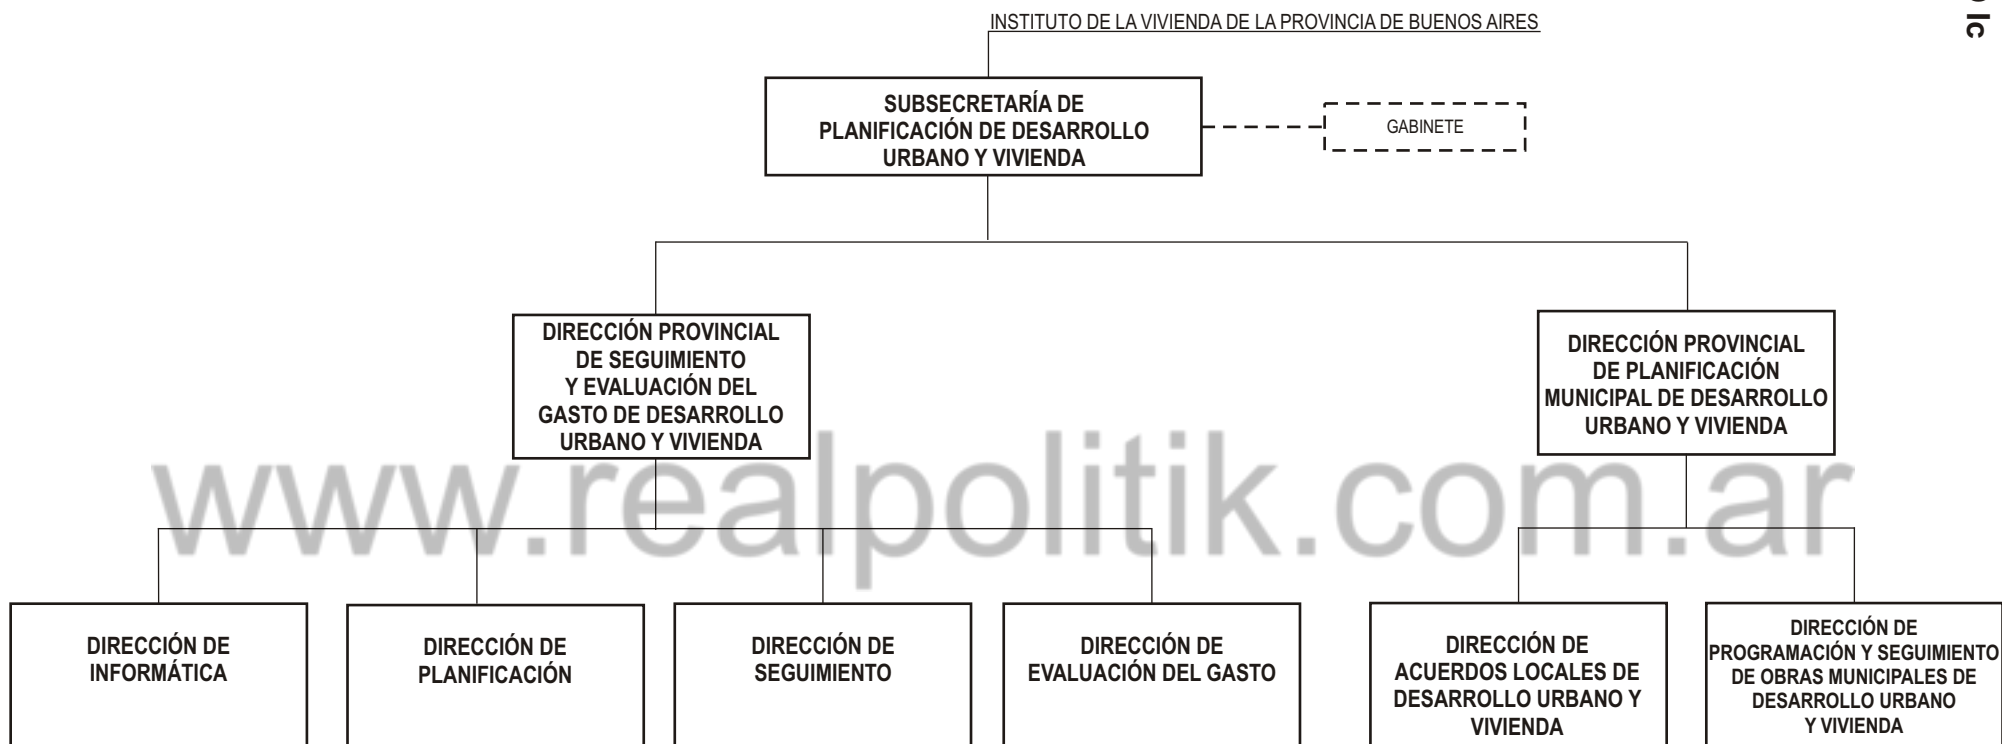 INSTITUTO DE LA VIVIENDA DE LA PROVINCIA DE BUENOS AIRES
Ic
SUBSECRETARÍA DE
PLANIFICACIÓN DE DESARROLLO
URBANO Y VIVIENDA
GABINETE
DIRECCIÓN PROVINCIAL
DE SEGUIMIENTO
Y EVALUACIÓN DEL
GASTO DE DESARROLLO
URBANO Y VIVIENDA
DIRECCIÓN PROVINCIAL
DE PLANIFICACIÓN
MUNICIPAL DE DESARROLLO
URBANO Y VIVIENDA
www.realpolitik.com.ar
DIRECCIÓN DE
INFORMÁTICA
DIRECCIÓN DE
PLANIFICACIÓN
DIRECCIÓN DE
SEGUIMIENTO
DIRECCIÓN DE
EVALUACIÓN DEL GASTO
DIRECCIÓN DE
ACUERDOS LOCALES DE
DESARROLLO URBANO Y
VIVIENDA
DIRECCIÓN DE
PROGRAMACIÓN Y SEGUIMIENTO
DE OBRAS MUNICIPALES DE
DESARROLLO URBANO
Y VIVIENDA